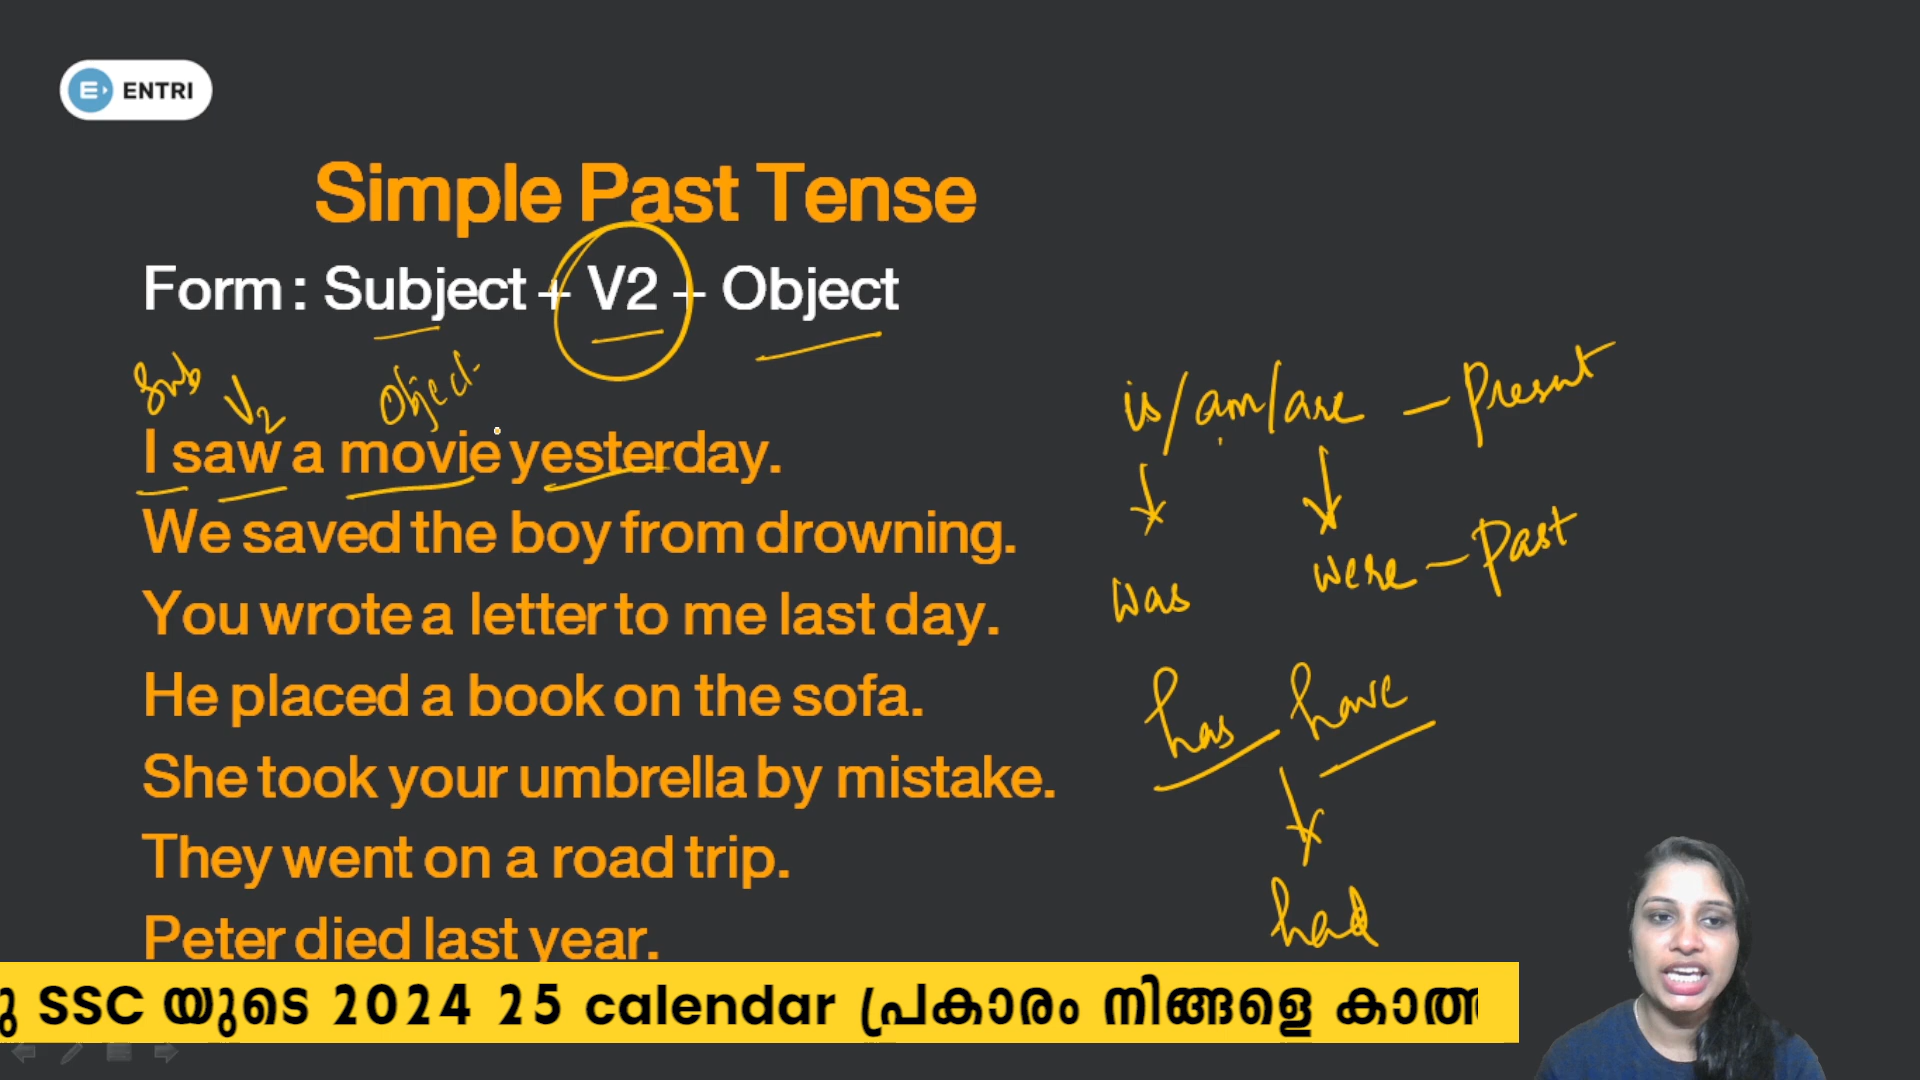 ENTRI
Simple Past Tense
Form : Subject + V2 + Object
Sub V2 Object
I saw a movie yesterday.
We saved the boy from drowning.
You wrote a letter to me last day.
He placed a book on the sofa.
She took your umbrella by mistake.
They went on a road trip.
Peter died last year.
is/am/are – Present
was were – Past
has have
had
SSC യുടെ 2024 25 calendar പ്രകാരം നിങ്ങളെ